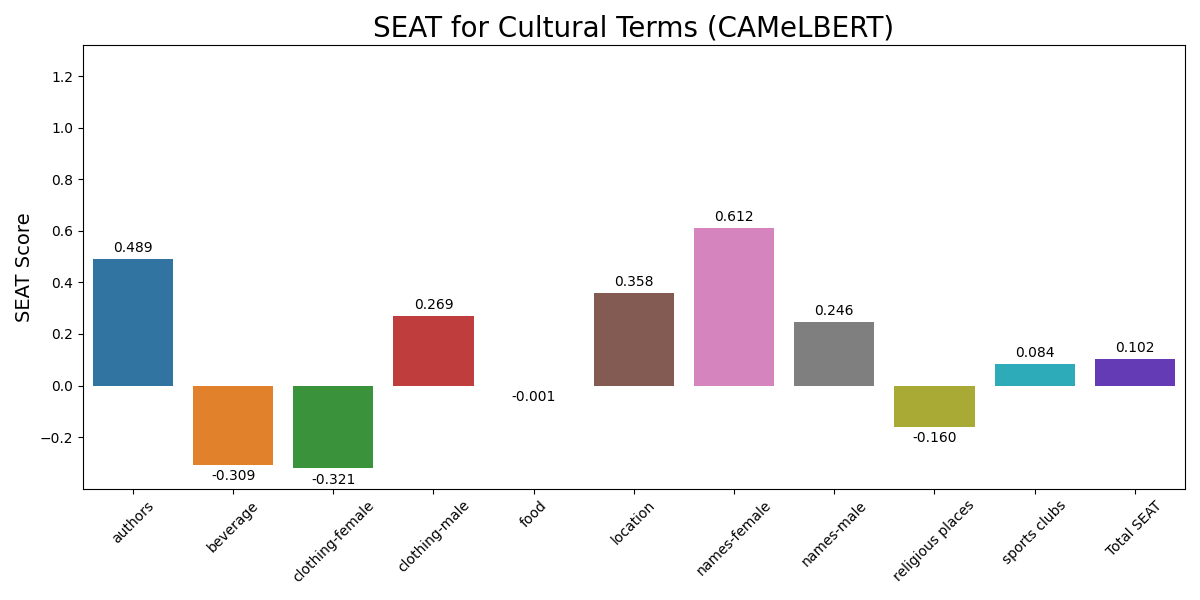 SEAT for Cultural Terms (CAMeLBERT)
SEAT Score
1.2
1.0
0.8
0.6
0.4
0.2
0.0
−0.2
0.489
-0.309
-0.321
0.269
-0.001
0.358
0.612
0.246
-0.160
0.084
0.102
authors
beverage
clothing-female
clothing-male
food
location
names-female
names-male
religious places
sports clubs
Total SEAT